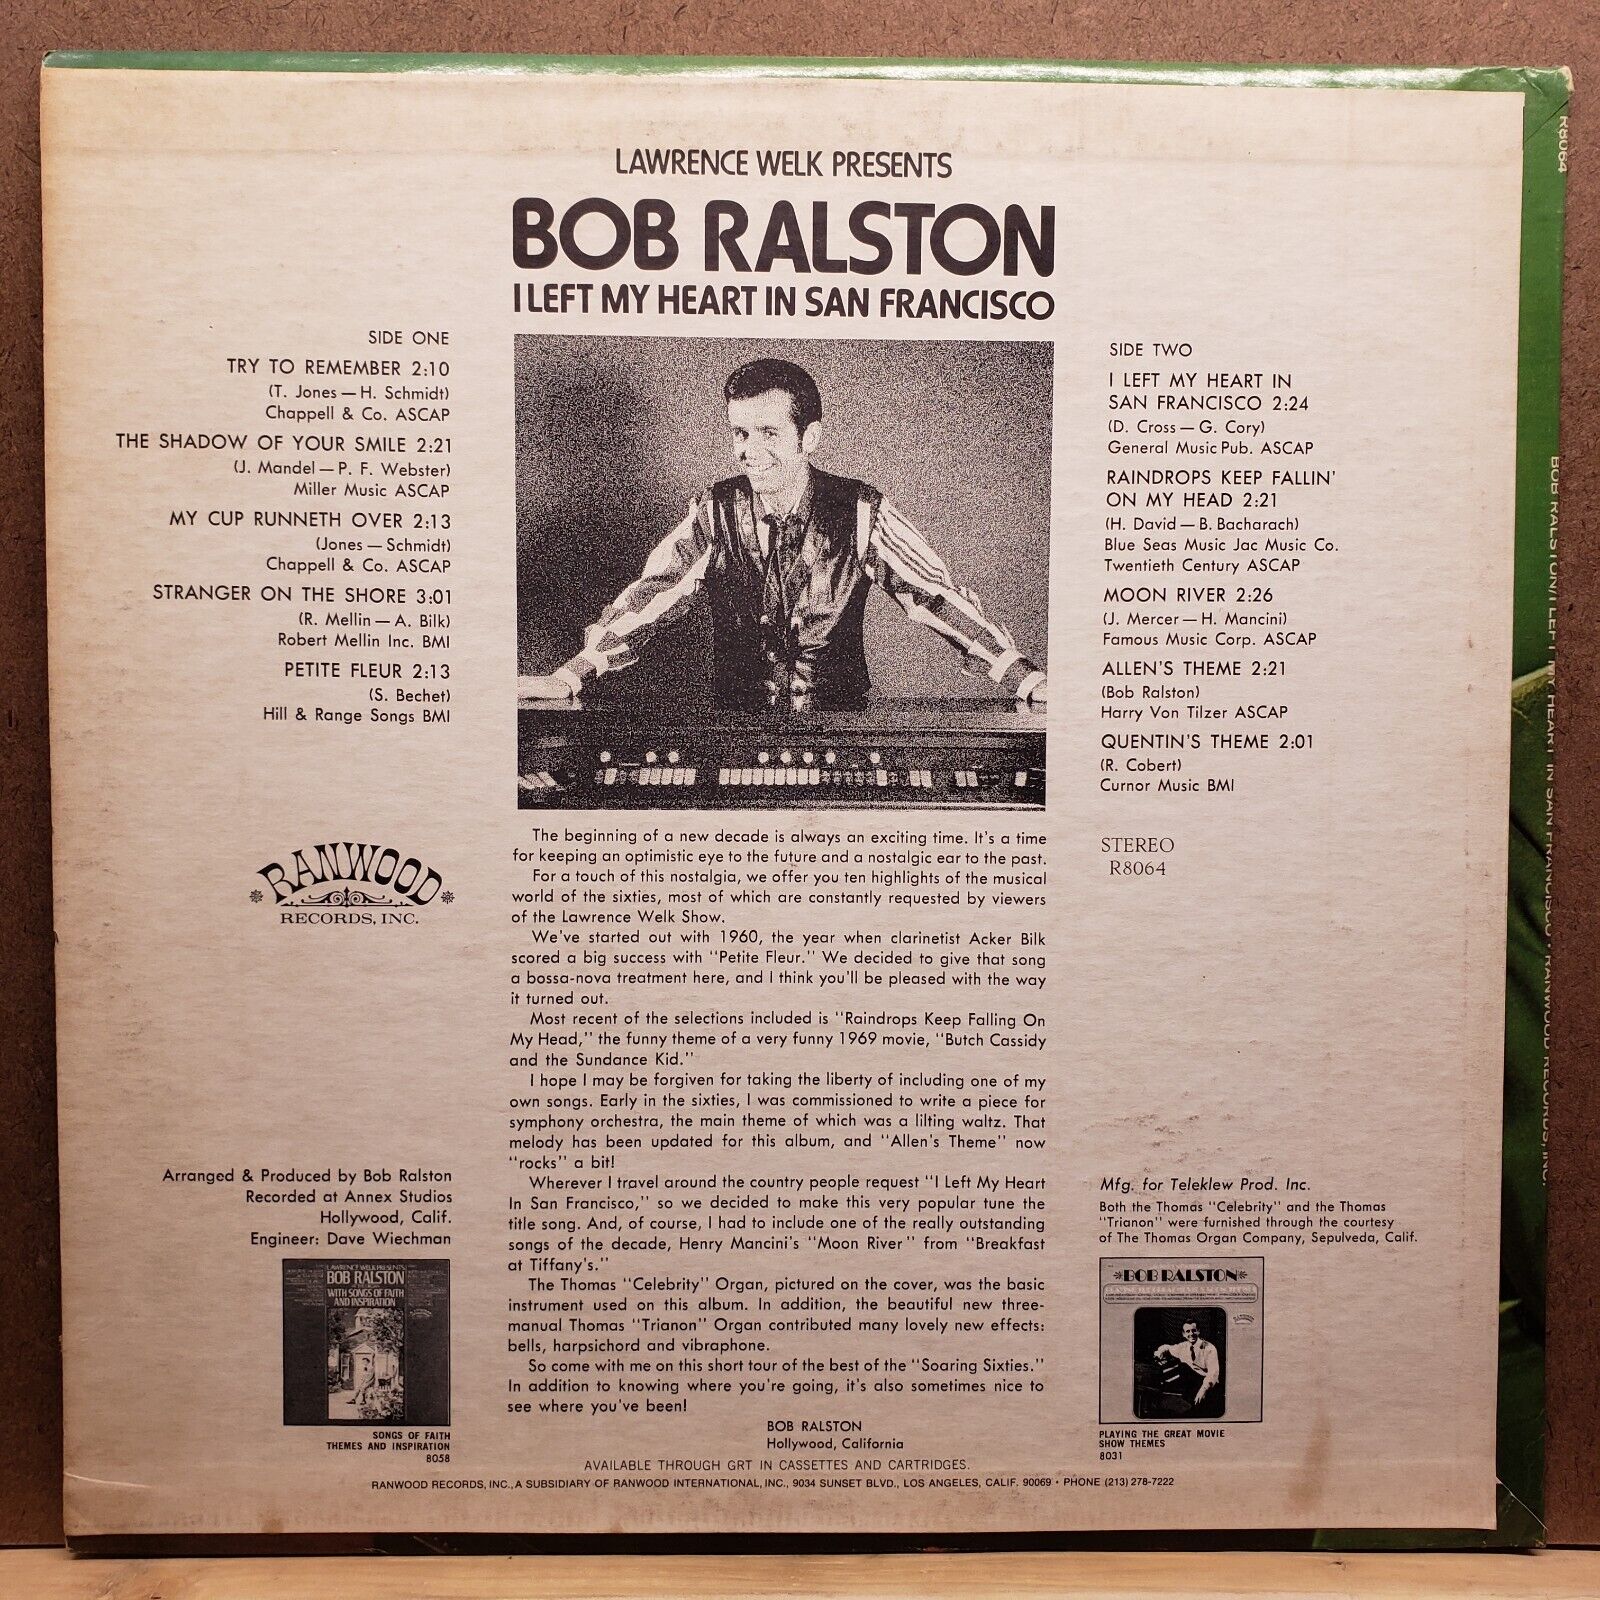 LAWRENCE WELK PRESENTS
BOB RALSTON
I LEFT MY HEART IN SAN FRANCISCO
SIDE ONE
TRY TO REMEMBER 2:10
(T. Jones — H. Schmidt)
Chappell & Co. ASCAP
THE SHADOW OF YOUR SMILE 2:21
(J. Mandel — P. F. Webster)
Miller Music ASCAP
MY CUP RUNNETH OVER 2:13
(Jones — Schmidt)
Chappell & Co. ASCAP
STRANGER ON THE SHORE 3:01
(R. Mellin — A. Bilk)
Robert Mellin Inc. BMI
PETITE FLEUR 2:13
(S. Bechet)
Hill & Range Songs BMI
SIDE TWO
I LEFT MY HEART IN
SAN FRANCISCO 2:24
(D. Cross — G. Cory)
General Music Pub. ASCAP
RAINDROPS KEEP FALLIN'
ON MY HEAD 2:21
(H. David — B. Bacharach)
Blue Seas Music Jac Music Co.
Twentieth Century ASCAP
MOON RIVER 2:26
(J. Mercer — H. Mancini)
Famous Music Corp. ASCAP
ALLEN'S THEME 2:21
(Bob Ralston)
Harry Von Tilzer ASCAP
QUENTIN'S THEME 2:01
(R. Cobert)
Curnor Music BMI
STEREO
R8064
RANWOOD
RECORDS, INC.
The beginning of a new decade is always an exciting time. It's a time
for keeping an optimistic eye to the future and a nostalgic ear to the past.
For a touch of this nostalgia, we offer you ten highlights of the musical
world of the sixties, most of which are constantly requested by viewers
of the Lawrence Welk Show.
We've started out with 1960, the year when clarinetist Acker Bilk
scored a big success with "Petite Fleur." We decided to give that song
a bossa-nova treatment here, and I think you'll be pleased with the way
it turned out.
Most recent of the selections included is "Raindrops Keep Falling On
My Head," the funny theme of a very funny 1969 movie, "Butch Cassidy
and the Sundance Kid."
I hope I may be forgiven for taking the liberty of including one of my
own songs. Early in the sixties, I was commissioned to write a piece for
symphony orchestra, the main theme of which was a lilting waltz. That
melody has been updated for this album, and "Allen's Theme" now
"rocks" a bit!
Wherever I travel around the country people request "I Left My Heart
In San Francisco," so we decided to make this very popular tune the
title song. And, of course, I had to include one of the really outstanding
songs of the decade, Henry Mancini's "Moon River" from "Breakfast
at Tiffany's."
The Thomas "Celebrity" Organ, pictured on the cover, was the basic
instrument used on this album. In addition, the beautiful new three-
manual Thomas "Trianon" Organ contributed many lovely new effects:
bells, harpsichord and vibraphone.
So come with me on this short tour of the best of the "Soaring Sixties."
In addition to knowing where you're going, it's also sometimes nice to
see where you've been!
BOB RALSTON
Hollywood, California
Arranged & Produced by Bob Ralston
Recorded at Annex Studios
Hollywood, Calif.
Engineer: Dave Wiechman
LAWRENCE WELK PRESENTS
BOB RALSTON
WITH SONGS OF FAITH
AND INSPIRATION
SONGS OF FAITH
THEMES AND INSPIRATION
8058
Mfg. for Teleklew Prod. Inc.
Both the Thomas "Celebrity" and the Thomas
"Trianon" were furnished through the courtesy
of The Thomas Organ Company, Sepulveda, Calif.
BOB RALSTON
PLAYING THE GREAT MOVIE
SHOW THEMES
8031
AVAILABLE THROUGH GRT IN CASSETTES AND CARTRIDGES.
RANWOOD RECORDS, INC., A SUBSIDIARY OF RANWOOD INTERNATIONAL, INC., 9034 SUNSET BLVD., LOS ANGELES, CALIF. 90069 • PHONE (213) 278-7222
R8064
BOB RALSTON/I LEFT MY HEART IN SAN FRANCISCO • RANWOOD RECORDS, INC.